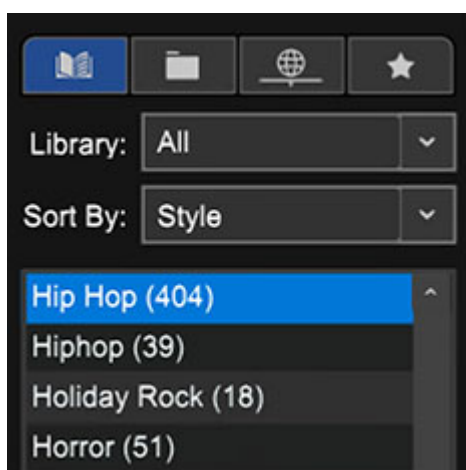 Library: All
Sort By: Style
Hip Hop (404)
Hiphop (39)
Holiday Rock (18)
Horror (51)